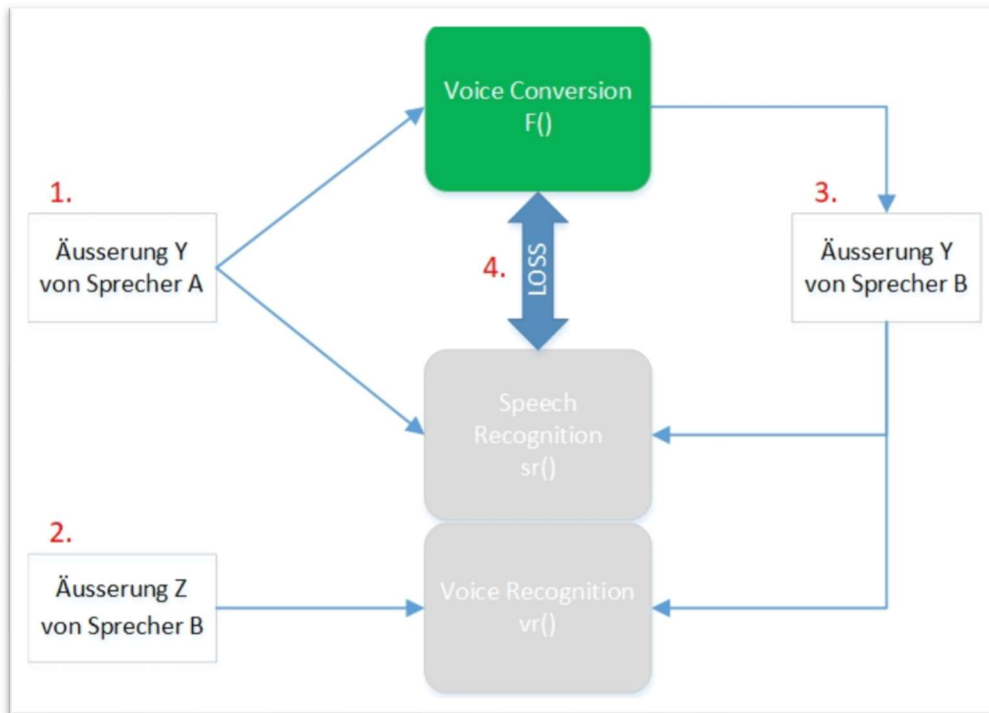 Voice Conversion
F()
1.
Äusserung Y
von Sprecher A
3.
Äusserung Y
von Sprecher B
4.
LOSS
Speech
Recognition
sr()
2.
Äusserung Z
von Sprecher B
Voice Recognition
vr()